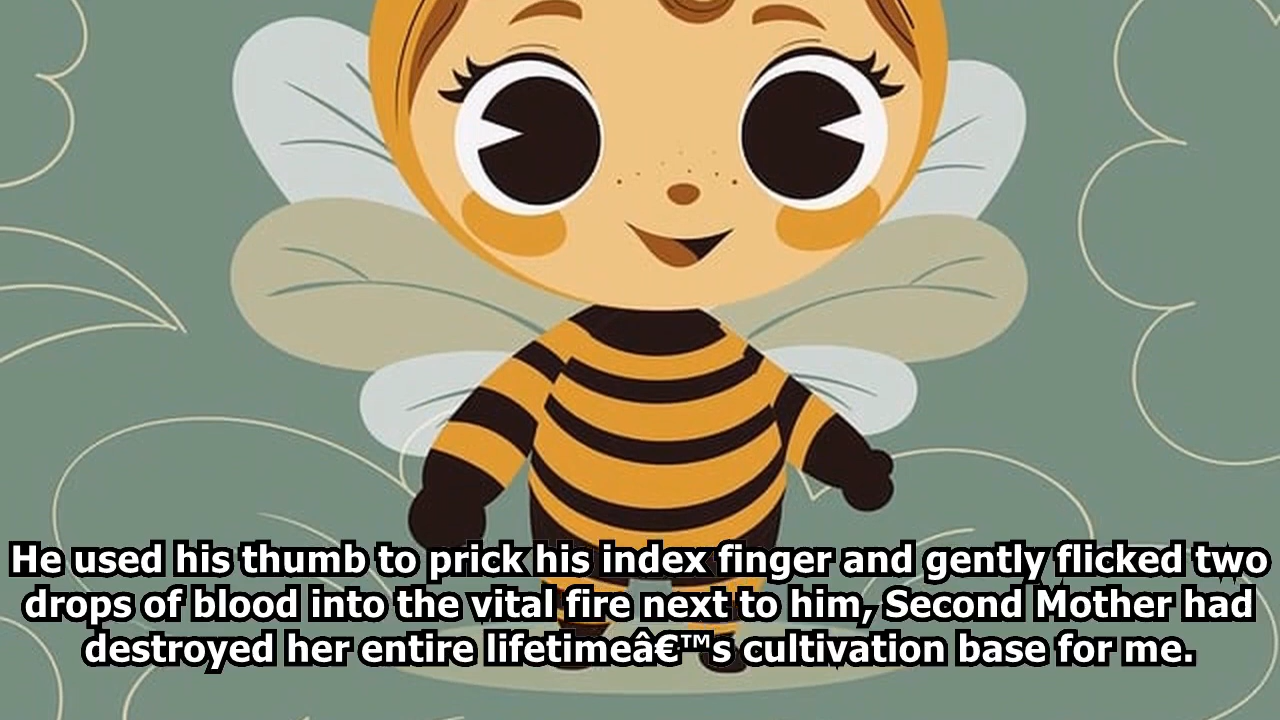 He used his thumb to prick his index finger and gently flicked two
drops of blood into the vital fire next to him, Second Mother had
destroyed her entire lifetimeâ€™s cultivation base for me.